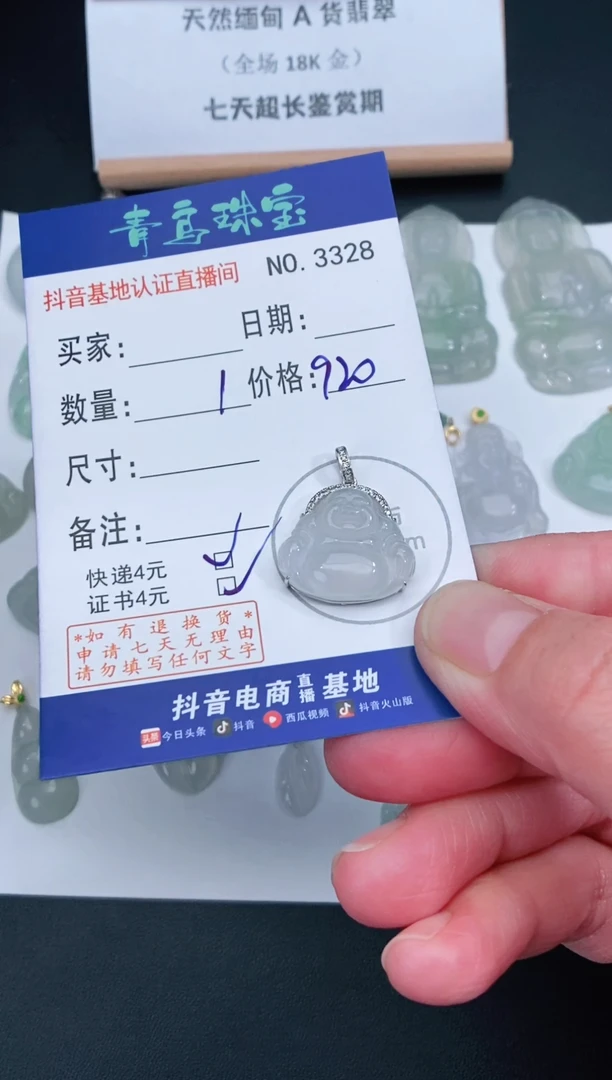 天然缅甸 A 货翡翠
（全场 18K 金）
七天超长鉴赏期
青鸟珠宝
抖音基地认证直播间 NO. 3328
买家: 日期:
数量: 1 价格: 920
尺寸:
备注:
快递4元 ✓
证书4元 ✓
*如有退换货*
申请七天无理由
请勿填写任何文字
抖音电商直播基地
头条 今日头条 抖音 西瓜视频 抖音火山版